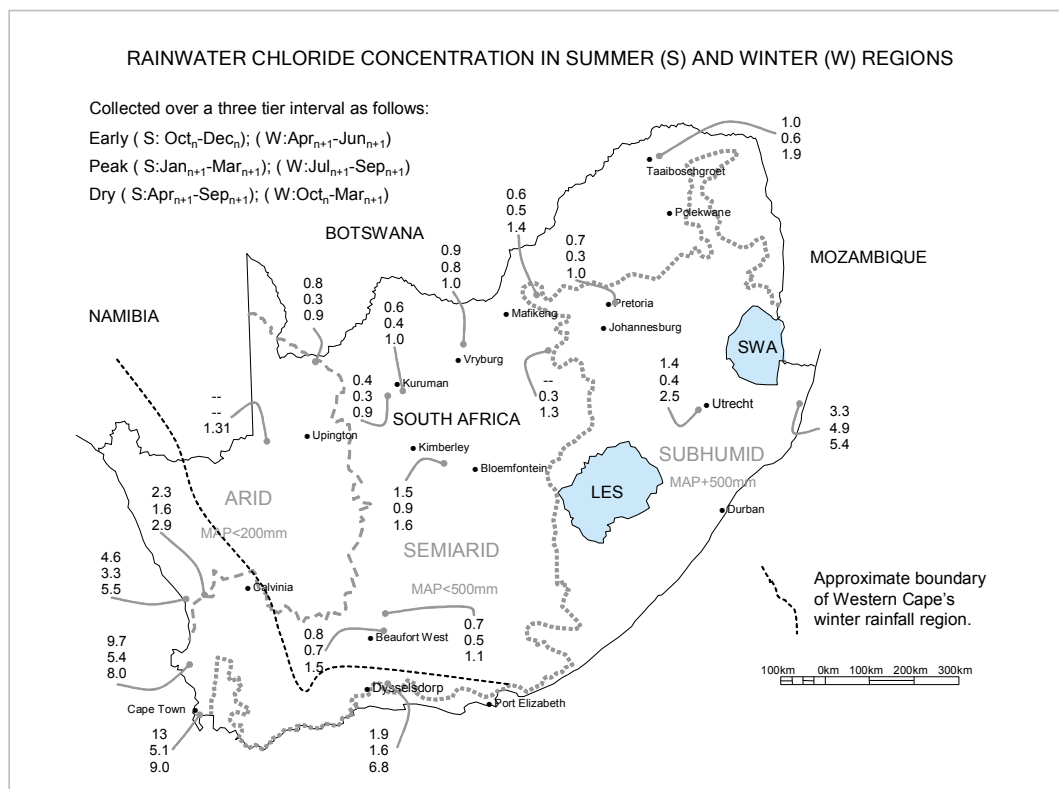 RAINWATER CHLORIDE CONCENTRATION IN SUMMER (S) AND WINTER (W) REGIONS
Collected over a three tier interval as follows:
Early ( S: Octn-Decn); ( W:Aprn+1-Junn+1)
Peak ( S:Jann+1-Marn+1); ( W:Juln+1-Sepn+1)
Dry ( S:Aprn+1-Sepn+1); ( W:Octn-Marn+1)
1.0
0.6
1.9
Taaiboschgroet
Polekwane
0.6
0.5
1.4
BOTSWANA
0.7
0.3
1.0
MOZAMBIQUE
0.9
0.8
1.0
0.8
0.3
0.9
NAMIBIA
0.6
0.4
1.0
Mafikeng
Pretoria
Johannesburg
SWA
Vryburg
1.4
0.4
2.5
Utrecht
0.4
0.3
0.9
Kuruman
--
0.3
1.3
--
--
1.31
SOUTH AFRICA
3.3
4.9
5.4
Upington
Kimberley
SUBHUMID
MAP+500mm
Bloemfontein
LES
Durban
2.3
1.6
2.9
ARID
MAP<200mm
1.5
0.9
1.6
SEMIARID
MAP<500mm
4.6
3.3
5.5
Calvinia
Approximate boundary
of Western Cape's
winter rainfall region.
0.8
0.7
1.5
Beaufort West
0.7
0.5
1.1
9.7
5.4
8.0
100km 0km 100km 200km 300km
Dysselsdorp
Port Elizabeth
Cape Town
13
5.1
9.0
1.9
1.6
6.8